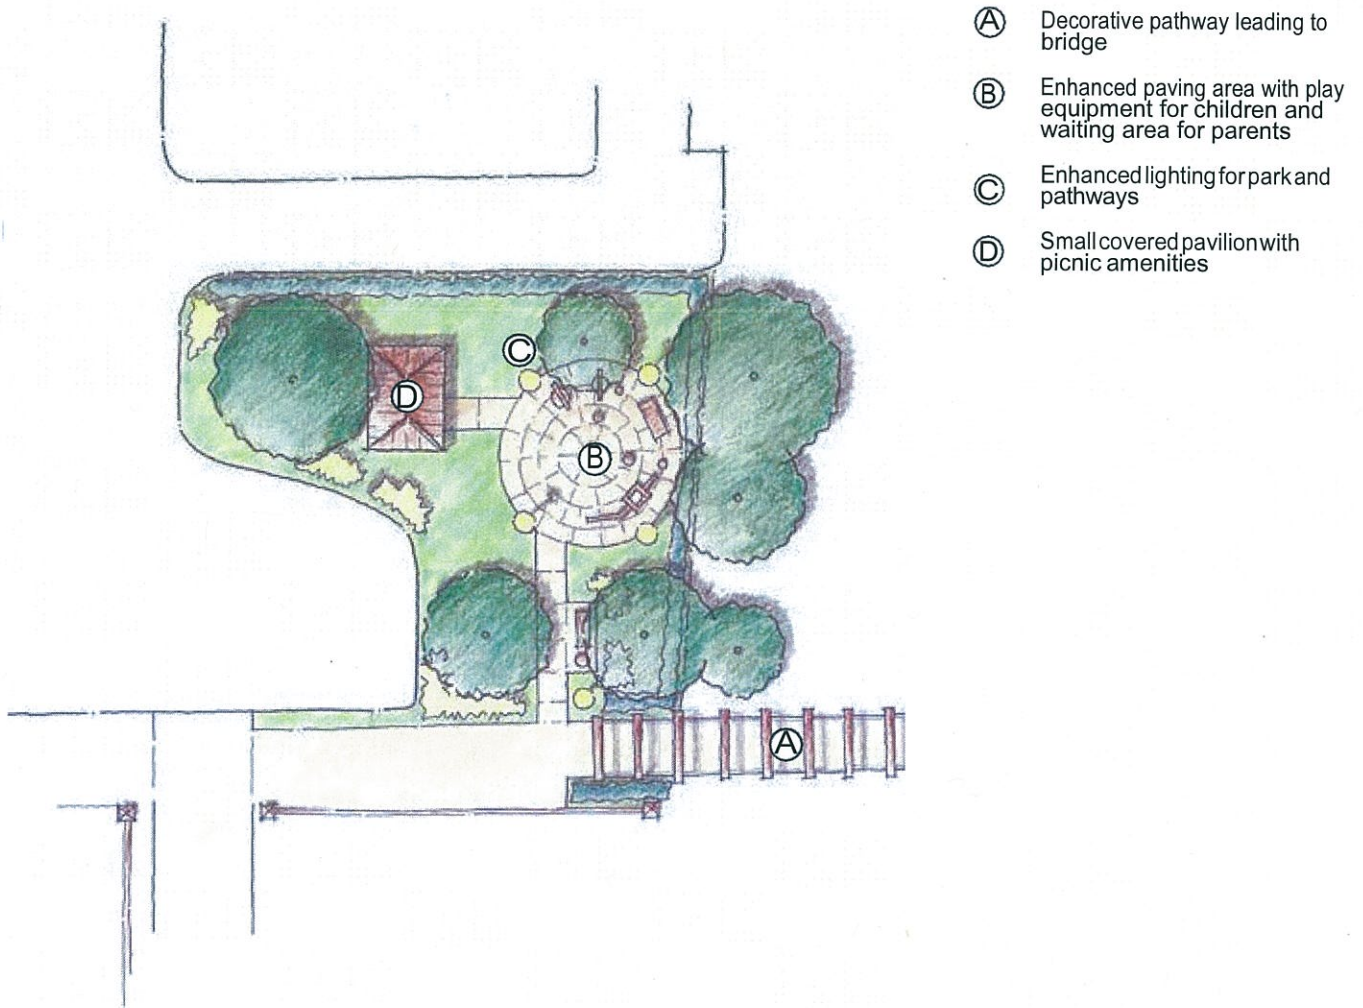 A Decorative pathway leading to
bridge
B Enhanced paving area with play
equipment for children and
waiting area for parents
C Enhanced lighting for park and
pathways
D Small covered pavilion with
picnic amenities
C
D
B
A